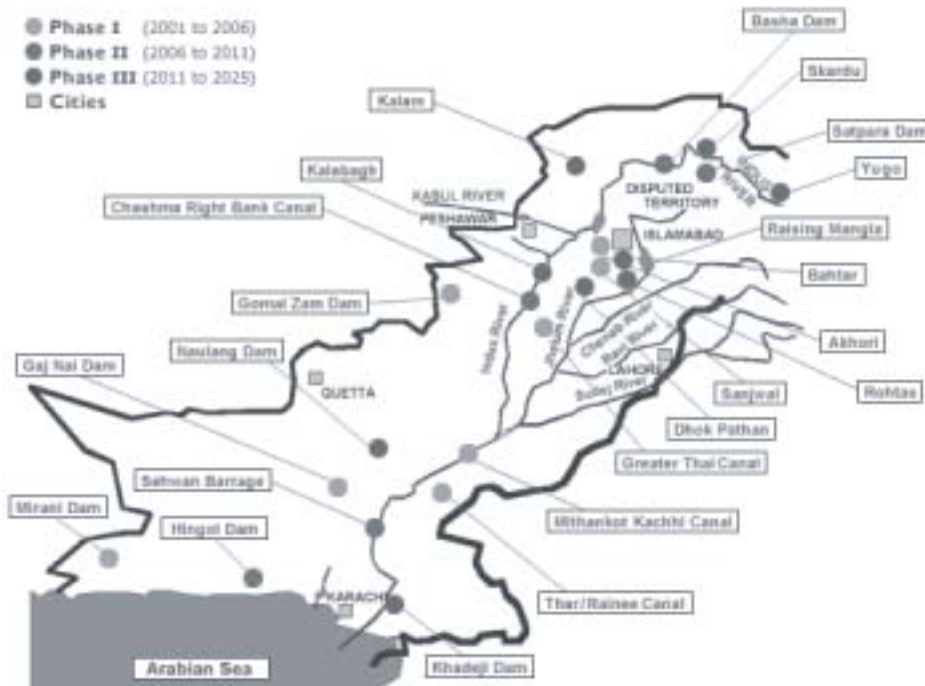 Phase I (2001 to 2006)
Phase II (2006 to 2011)
Phase III (2011 to 2025)
Cities
Basha Dam
Skardu
Kalam
Satpara Dam
Kalabagh
INDUS
RIVER
Yugo
KABUL RIVER
DISPUTED
TERRITORY
Chashma Right Bank Canal
PESHAWAR
ISLAMABAD
Raising Mangla
Bahtar
Gomal Zam Dam
Indus River
Jhelum River
Chenab River
Ravi River
Akhori
Naulang Dam
Gaj Nai Dam
LAHORE
Sutlej River
QUETTA
Sanjwal
Rohtas
Dhok Pathan
Greater Thal Canal
Sehwan Barrage
Mirani Dam
Hingol Dam
Mithankot Kachhi Canal
KARACHI
Thar/Rainee Canal
Arabian Sea
Khadeji Dam